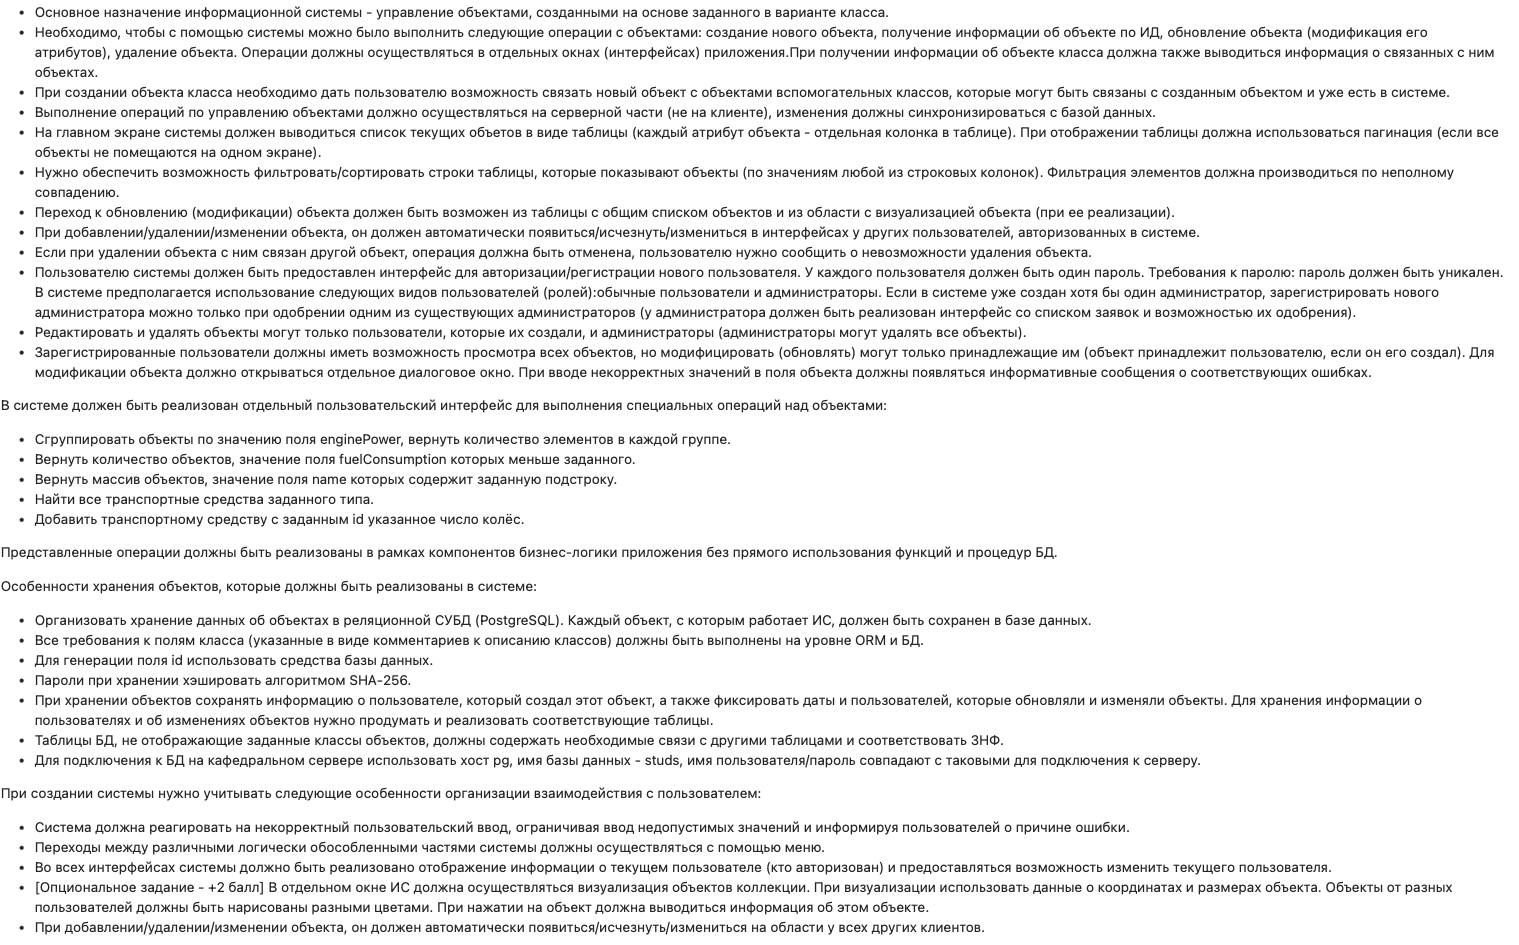 • Основное назначение информационной системы - управление объектами, созданными на основе заданного в варианте класса.
• Необходимо, чтобы с помощью системы можно было выполнить следующие операции с объектами: создание нового объекта, получение информации об объекте по ИД, обновление объекта (модификация его
атрибутов), удаление объекта. Операции должны осуществляться в отдельных окнах (интерфейсах) приложения.При получении информации об объекте класса должна также выводиться информация о связанных с ним
объектах.
• При создании объекта класса необходимо дать пользователю возможность связать новый объект с объектами вспомогательных классов, которые могут быть связаны с созданным объектом и уже есть в системе.
• Выполнение операций по управлению объектами должно осуществляться на серверной части (не на клиенте), изменения должны синхронизироваться с базой данных.
• На главном экране системы должен выводиться список текущих объетов в виде таблицы (каждый атрибут объекта - отдельная колонка в таблице). При отображении таблицы должна использоваться пагинация (если все
объекты не помещаются на одном экране).
• Нужно обеспечить возможность фильтровать/сортировать строки таблицы, которые показывают объекты (по значениям любой из строковых колонок). Фильтрация элементов должна производиться по неполному
совпадению.
• Переход к обновлению (модификации) объекта должен быть возможен из таблицы с общим списком объектов и из области с визуализацией объекта (при ее реализации).
• При добавлении/удалении/изменении объекта, он должен автоматически появиться/исчезнуть/измениться в интерфейсах у других пользователей, авторизованных в системе.
• Если при удалении объекта с ним связан другой объект, операция должна быть отменена, пользователю нужно сообщить о невозможности удаления объекта.
• Пользователю системы должен быть предоставлен интерфейс для авторизации/регистрации нового пользователя. У каждого пользователя должен быть один пароль. Требования к паролю: пароль должен быть уникален.
В системе предполагается использование следующих видов пользователей (ролей):обычные пользователи и администраторы. Если в системе уже создан хотя бы один администратор, зарегистрировать нового
администратора можно только при одобрении одним из существующих администраторов (у администратора должен быть реализован интерфейс со списком заявок и возможностью их одобрения).
• Редактировать и удалять объекты могут только пользователи, которые их создали, и администраторы (администраторы могут удалять все объекты).
• Зарегистрированные пользователи должны иметь возможность просмотра всех объектов, но модифицировать (обновлять) могут только принадлежащие им (объект принадлежит пользователю, если он его создал). Для
модификации объекта должно открываться отдельное диалоговое окно. При вводе некорректных значений в поля объекта должны появляться информативные сообщения о соответствующих ошибках.
В системе должен быть реализован отдельный пользовательский интерфейс для выполнения специальных операций над объектами:
• Сгруппировать объекты по значению поля enginePower, вернуть количество элементов в каждой группе.
• Вернуть количество объектов, значение поля fuelConsumption которых меньше заданного.
• Вернуть массив объектов, значение поля name которых содержит заданную подстроку.
• Найти все транспортные средства заданного типа.
• Добавить транспортному средству с заданным id указанное число колёс.
Представленные операции должны быть реализованы в рамках компонентов бизнес-логики приложения без прямого использования функций и процедур БД.
Особенности хранения объектов, которые должны быть реализованы в системе:
• Организовать хранение данных об объектах в реляционной СУБД (PostgreSQL). Каждый объект, с которым работает ИС, должен быть сохранен в базе данных.
• Все требования к полям класса (указанные в виде комментариев к описанию классов) должны быть выполнены на уровне ORM и БД.
• Для генерации поля id использовать средства базы данных.
• Пароли при хранении хэшировать алгоритмом SHA-256.
• При хранении объектов сохранять информацию о пользователе, который создал этот объект, а также фиксировать даты и пользователей, которые обновляли и изменяли объекты. Для хранения информации о
пользователях и об изменениях объектов нужно продумать и реализовать соответствующие таблицы.
• Таблицы БД, не отображающие заданные классы объектов, должны содержать необходимые связи с другими таблицами и соответствовать 3НФ.
• Для подключения к БД на кафедральном сервере использовать хост pg, имя базы данных - studs, имя пользователя/пароль совпадают с таковыми для подключения к серверу.
При создании системы нужно учитывать следующие особенности организации взаимодействия с пользователем:
• Система должна реагировать на некорректный пользовательский ввод, ограничивая ввод недопустимых значений и информируя пользователей о причине ошибки.
• Переходы между различными логически обособленными частями системы должны осуществляться с помощью меню.
• Во всех интерфейсах системы должно быть реализовано отображение информации о текущем пользователе (кто авторизован) и предоставляться возможность изменить текущего пользователя.
• [Опциональное задание - +2 балл] В отдельном окне ИС должна осуществляться визуализация объектов коллекции. При визуализации использовать данные о координатах и размерах объекта. Объекты от разных
пользователей должны быть нарисованы разными цветами. При нажатии на объект должна выводиться информация об этом объекте.
• При добавлении/удалении/изменении объекта, он должен автоматически появиться/исчезнуть/измениться на области у всех других клиентов.